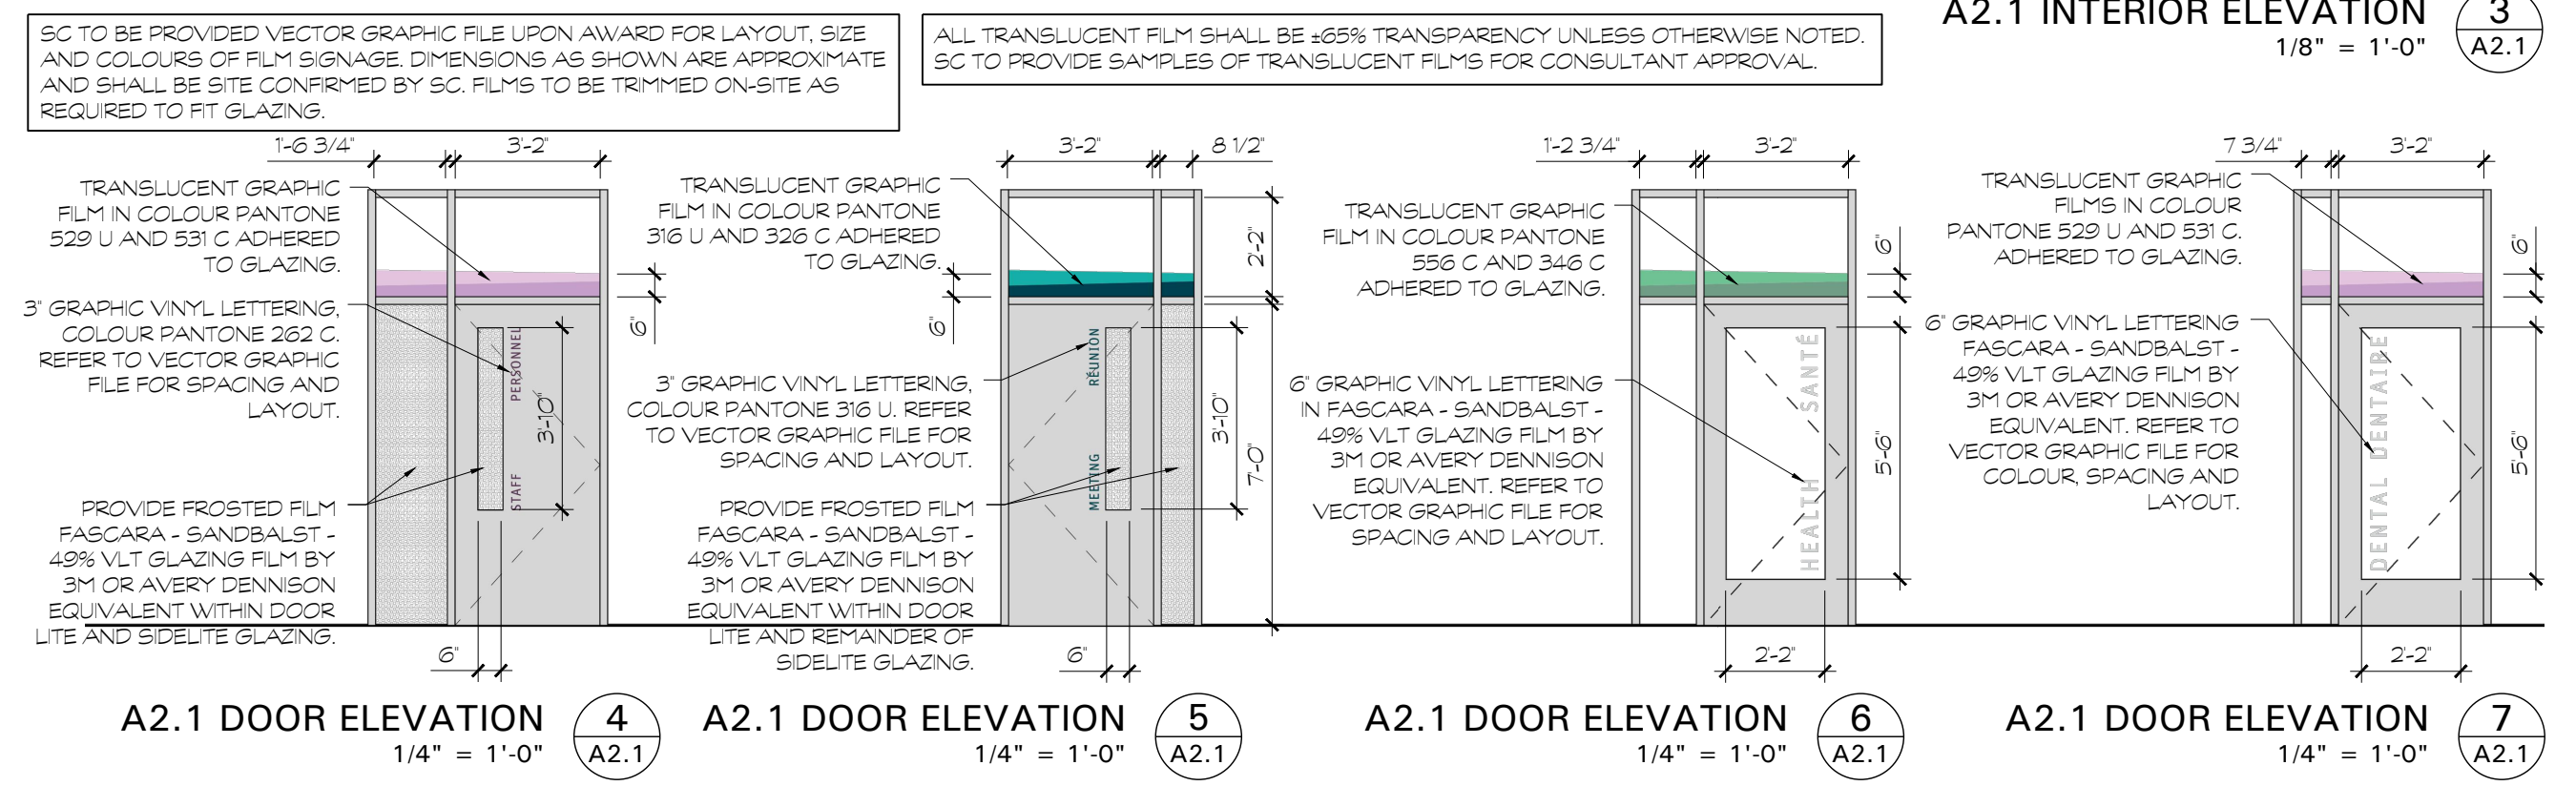 SC TO BE PROVIDED VECTOR GRAPHIC FILE UPON AWARD FOR LAYOUT, SIZE
AND COLOURS OF FILM SIGNAGE. DIMENSIONS AS SHOWN ARE APPROXIMATE
AND SHALL BE SITE CONFIRMED BY SC. FILMS TO BE TRIMMED ON-SITE AS
REQUIRED TO FIT GLAZING.
ALL TRANSLUCENT FILM SHALL BE ±65% TRANSPARENCY UNLESS OTHERWISE NOTED.
SC TO PROVIDE SAMPLES OF TRANSLUCENT FILMS FOR CONSULTANT APPROVAL.
A2.1 INTERIOR ELEVATION
1/8" = 1'-0"
3
A2.1
1'-6 3/4"
3'-2"
TRANSLUCENT GRAPHIC
FILM IN COLOUR PANTONE
529 U AND 531 C ADHERED
TO GLAZING.
3" GRAPHIC VINYL LETTERING,
COLOUR PANTONE 262 C.
REFER TO VECTOR GRAPHIC
FILE FOR SPACING AND
LAYOUT.
PROVIDE FROSTED FILM
FASCARA - SANDBALST -
49% VLT GLAZING FILM BY
3M OR AVERY DENNISON
EQUIVALENT WITHIN DOOR
LITE AND SIDELITE GLAZING.
STAFF
PERSONNEL
3'-10"
6"
6"
A2.1 DOOR ELEVATION
1/4" = 1'-0"
4
A2.1
3'-2"
8 1/2"
TRANSLUCENT GRAPHIC
FILM IN COLOUR PANTONE
316 U AND 326 C ADHERED
TO GLAZING.
3" GRAPHIC VINYL LETTERING,
COLOUR PANTONE 316 U. REFER
TO VECTOR GRAPHIC FILE FOR
SPACING AND LAYOUT.
PROVIDE FROSTED FILM
FASCARA - SANDBALST -
49% VLT GLAZING FILM BY
3M OR AVERY DENNISON
EQUIVALENT WITHIN DOOR
LITE AND REMAINDER OF
SIDELITE GLAZING.
6"
MEETING
RÉUNION
2'-2"
3'-10"
7'-0"
6"
A2.1 DOOR ELEVATION
1/4" = 1'-0"
5
A2.1
1'-2 3/4"
3'-2"
TRANSLUCENT GRAPHIC
FILM IN COLOUR PANTONE
556 C AND 346 C
ADHERED TO GLAZING.
6" GRAPHIC VINYL LETTERING
IN FASCARA - SANDBALST -
49% VLT GLAZING FILM BY
3M OR AVERY DENNISON
EQUIVALENT. REFER TO
VECTOR GRAPHIC FILE FOR
SPACING AND LAYOUT.
HEALTH SANTÉ
6"
5'-6"
2'-2"
A2.1 DOOR ELEVATION
1/4" = 1'-0"
6
A2.1
7 3/4"
3'-2"
TRANSLUCENT GRAPHIC
FILMS IN COLOUR
PANTONE 529 U AND 531 C.
ADHERED TO GLAZING.
6" GRAPHIC VINYL LETTERING
FASCARA - SANDBALST -
49% VLT GLAZING FILM BY
3M OR AVERY DENNISON
EQUIVALENT. REFER TO
VECTOR GRAPHIC FILE FOR
COLOUR, SPACING AND
LAYOUT.
DENTAL DENTAIRE
6"
5'-6"
2'-2"
A2.1 DOOR ELEVATION
1/4" = 1'-0"
7
A2.1